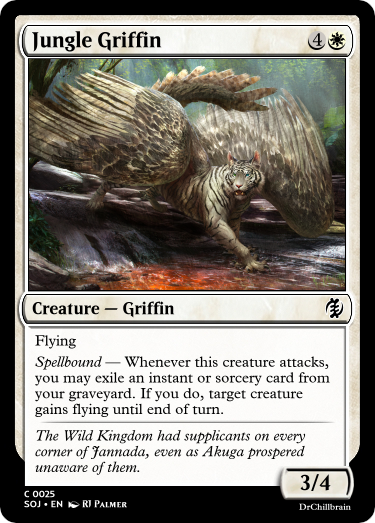 Jungle Griffin 4
Creature — Griffin
Flying
Spellbound — Whenever this creature attacks,
you may exile an instant or sorcery card from
your graveyard. If you do, target creature
gains flying until end of turn.
The Wild Kingdom had supplicants on every
corner of Jannada, even as Akuga prospered
unaware of them.
3/4
C 0025
SOJ • EN RJ PALMER
DrChillbrain